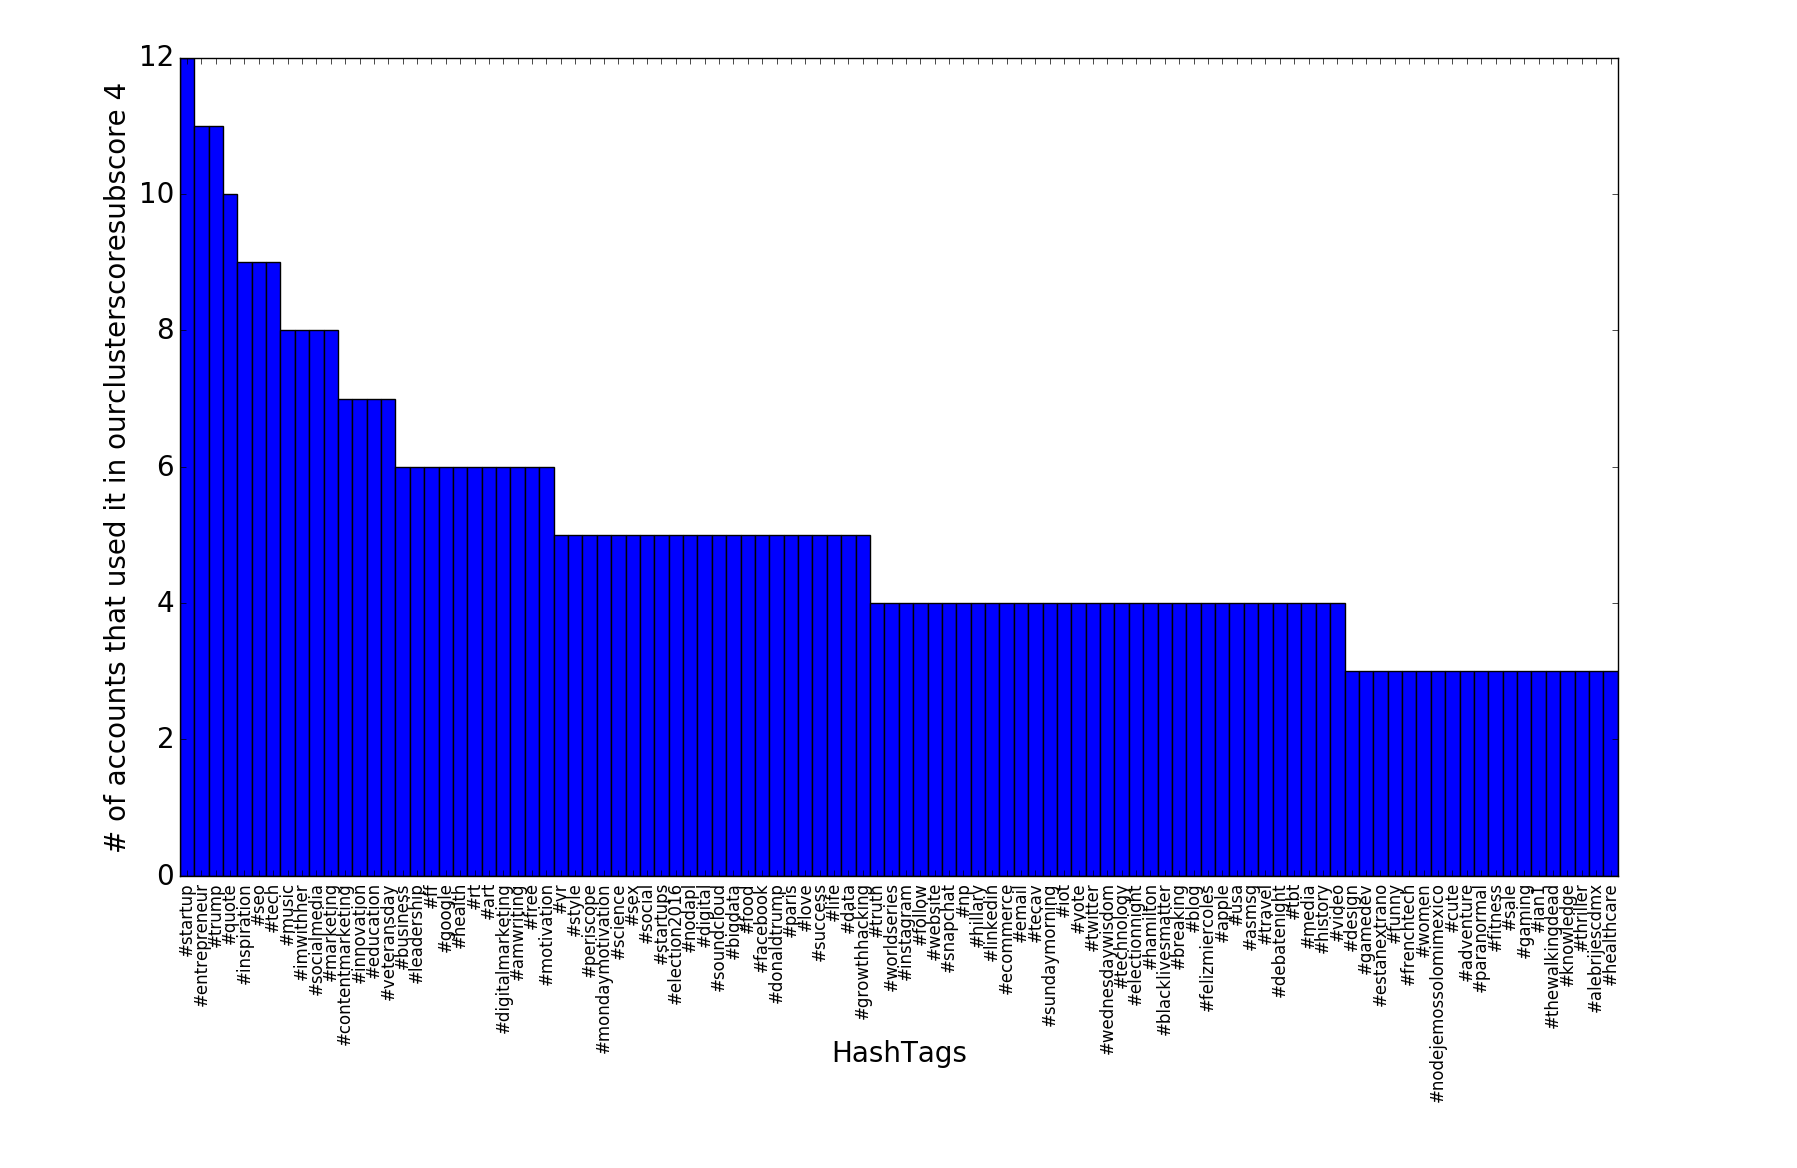 # of accounts that used it in ourclusterscoresubscore 4
12
10
8
6
4
2
0
#startup
#entrepreneur
#trump
#quote
#inspiration
#seo
#tech
#music
#imwithher
#socialmedia
#marketing
#contentmarketing
#innovation
#education
#veteransday
#business
#leadership
#ff
#google
#health
#rt
#art
#digitalmarketing
#amwriting
#free
#motivation
#yr
#style
#periscope
#mondaymotivation
#science
#sex
#social
#startups
#election2016
#nodapl
#digital
#soundcloud
#bigdata
#food
#facebook
#donaldtrump
#paris
#love
#success
#life
#data
#growthhacking
#truth
#worldseries
#instagram
#follow
#website
#snapchat
#np
#hillary
#linkedin
#ecommerce
#email
#tecav
#sundaymorning
#iot
#vote
#twitter
#wednesdaywisdom
#technology
#electionnight
#hamilton
#blacklivesmatter
#breaking
#blog
#felizmiercoles
#apple
#usa
#asmsg
#travel
#debatenight
#tbt
#media
#history
#video
#design
#gamedev
#estanextrano
#funny
#frenchtech
#women
#nodejemossolommimexico
#cute
#adventure
#paranormal
#fitness
#sale
#gaming
#ian1
#thewalkingdead
#knowledge
#thriller
#alebrijescdmx
#healthcare
HashTags